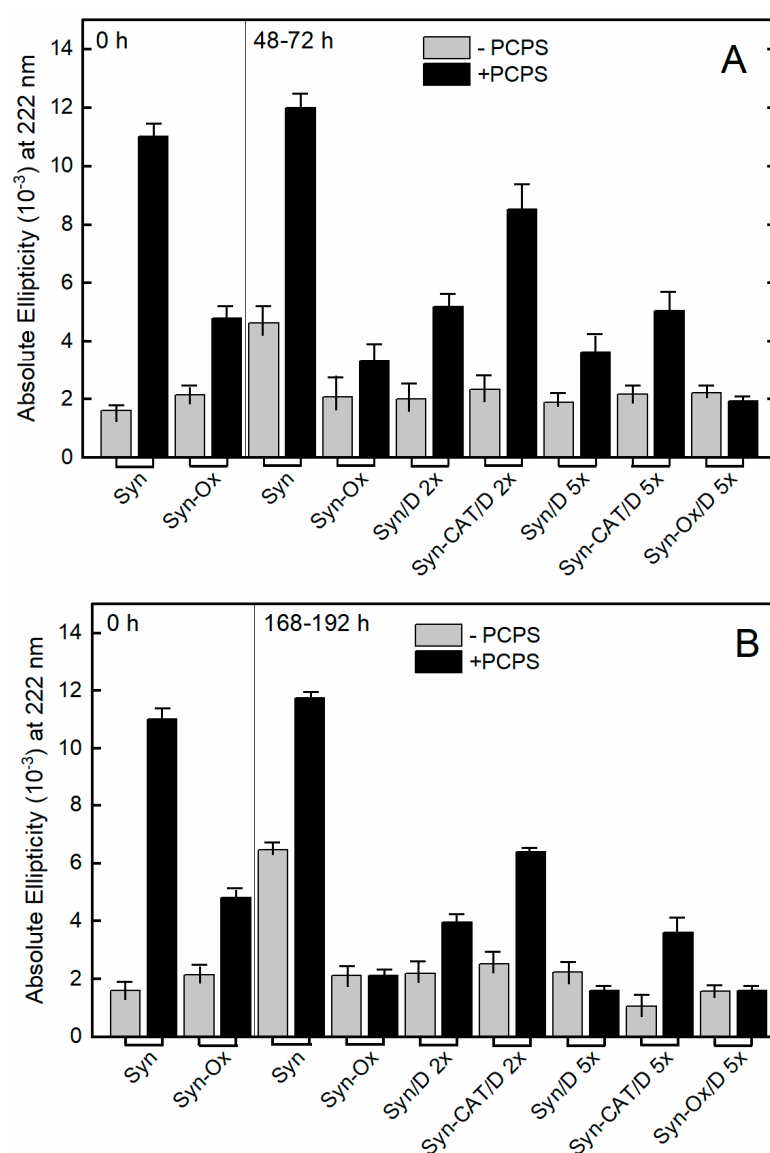 0 h
48-72 h
- PCPS
+PCPS
A
14
12
10
8
6
4
2
0
Absolute Ellipticity (10⁻³) at 222 nm
Syn
Syn-Ox
Syn
Syn-Ox
Syn/D 2x
Syn-CAT/D 2x
Syn/D 5x
Syn-CAT/D 5x
Syn-Ox/D 5x
0 h
168-192 h
- PCPS
+PCPS
B
14
12
10
8
6
4
2
0
Absolute Ellipticity (10⁻³) at 222 nm
Syn
Syn-Ox
Syn
Syn-Ox
Syn/D 2x
Syn-CAT/D 2x
Syn/D 5x
Syn-CAT/D 5x
Syn-Ox/D 5x